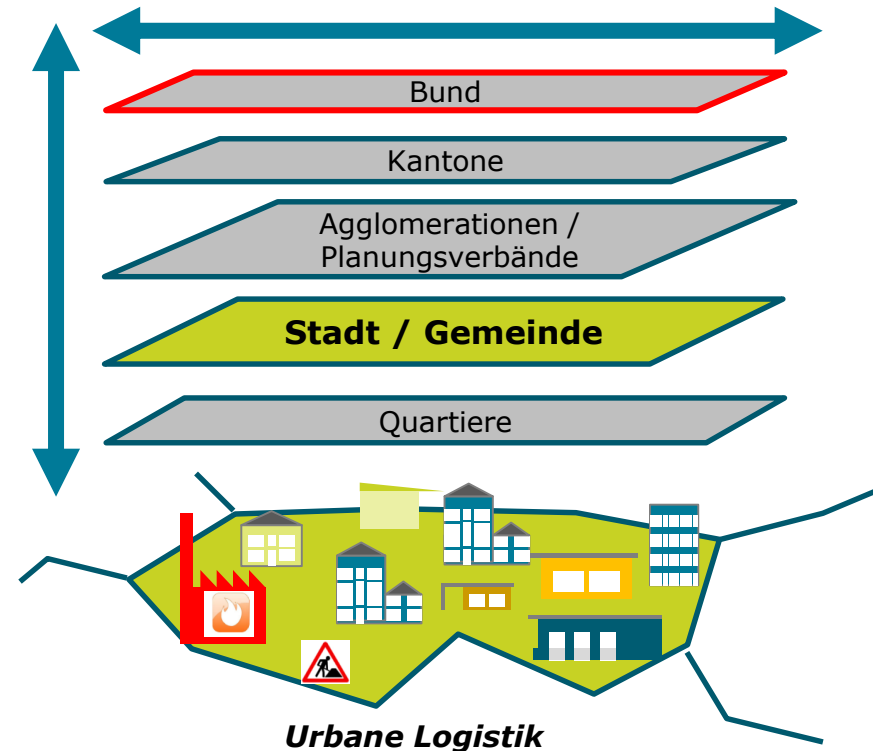 Bund
Kantone
Agglomerationen /
Planungsverbände
Stadt / Gemeinde
Quartiere
Urbane Logistik